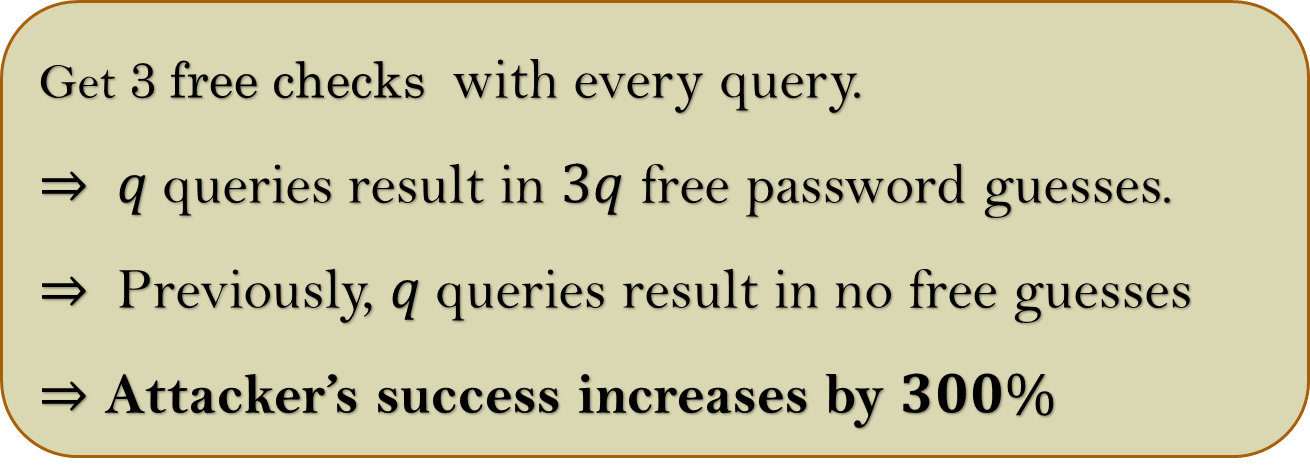 Get 3 free checks with every query.
⇒ q queries result in 3q free password guesses.
⇒ Previously, q queries result in no free guesses
⇒ Attacker’s success increases by 300%